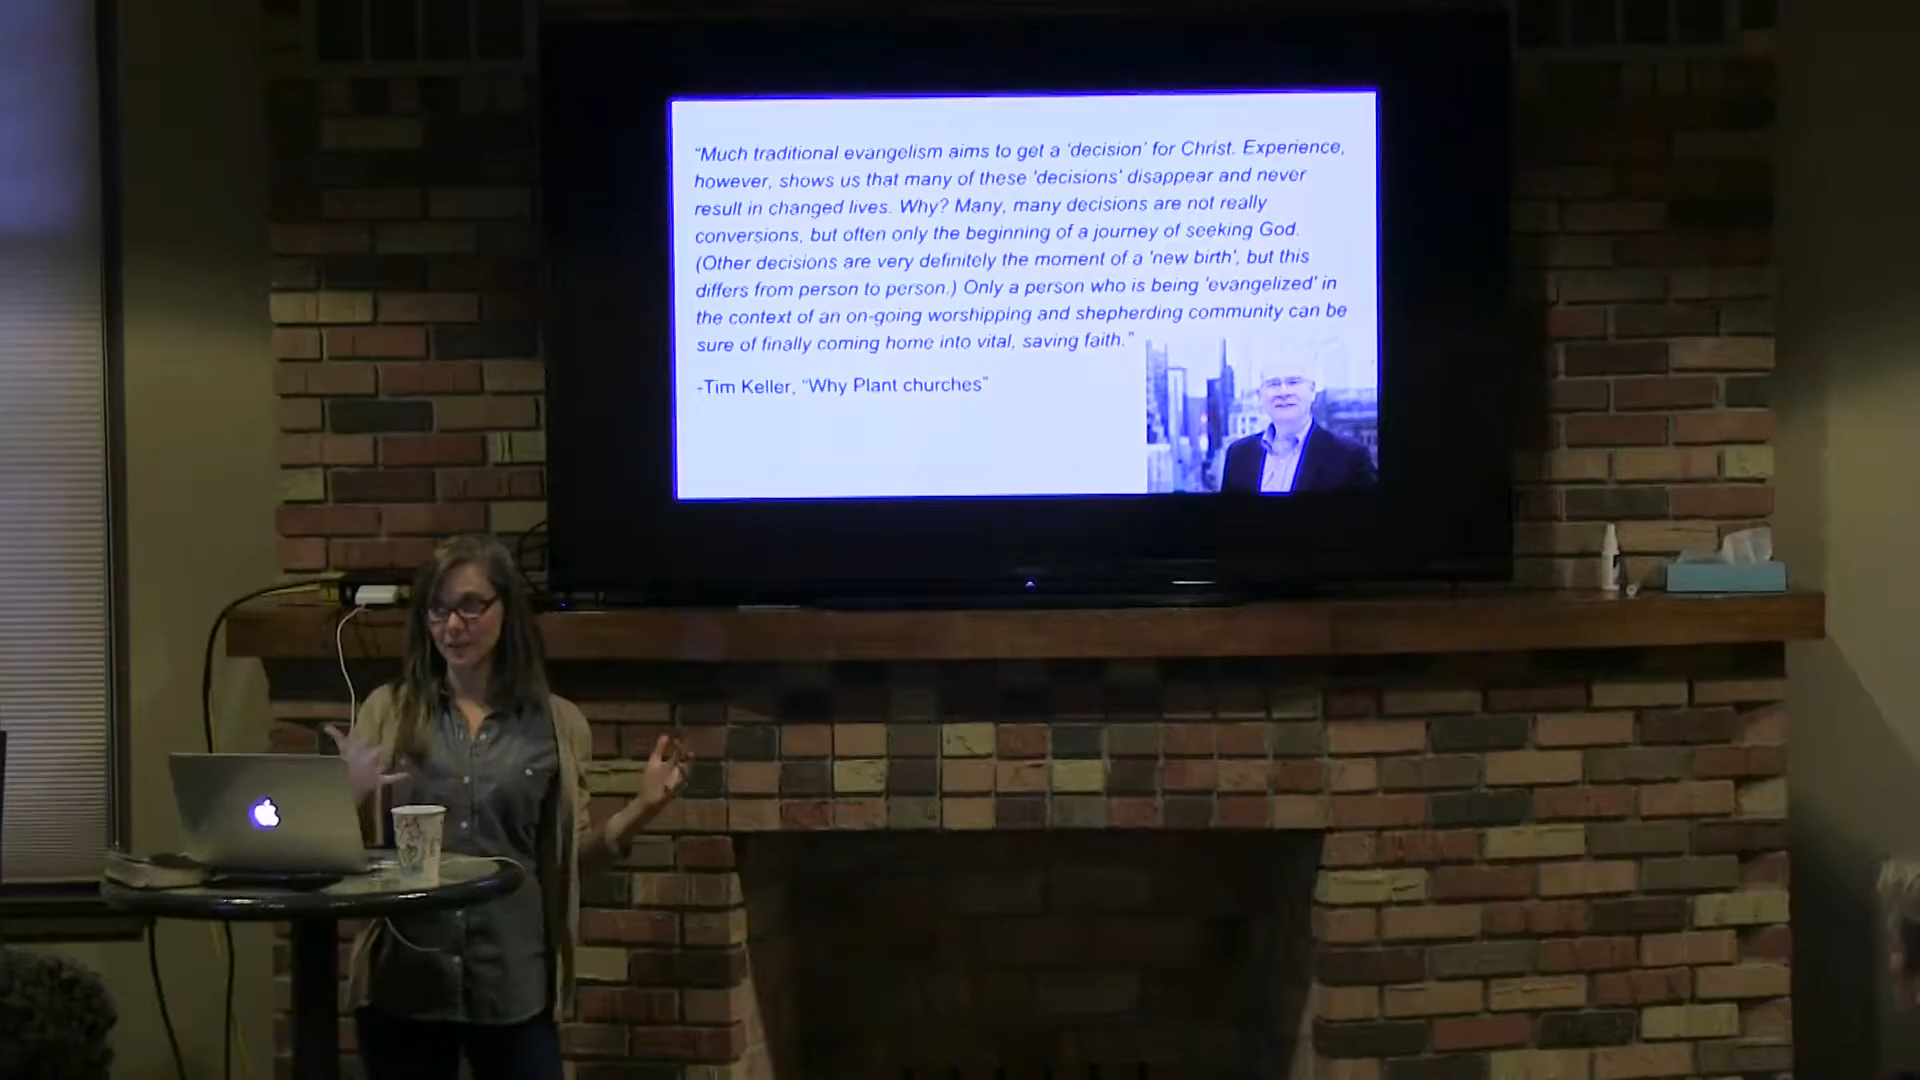 “Much traditional evangelism aims to get a ‘decision’ for Christ. Experience,
however, shows us that many of these 'decisions' disappear and never
result in changed lives. Why? Many, many decisions are not really
conversions, but often only the beginning of a journey of seeking God.
(Other decisions are very definitely the moment of a 'new birth', but this
differs from person to person.) Only a person who is being 'evangelized' in
the context of an on-going worshipping and shepherding community can be
sure of finally coming home into vital, saving faith.”
-Tim Keller, “Why Plant churches”